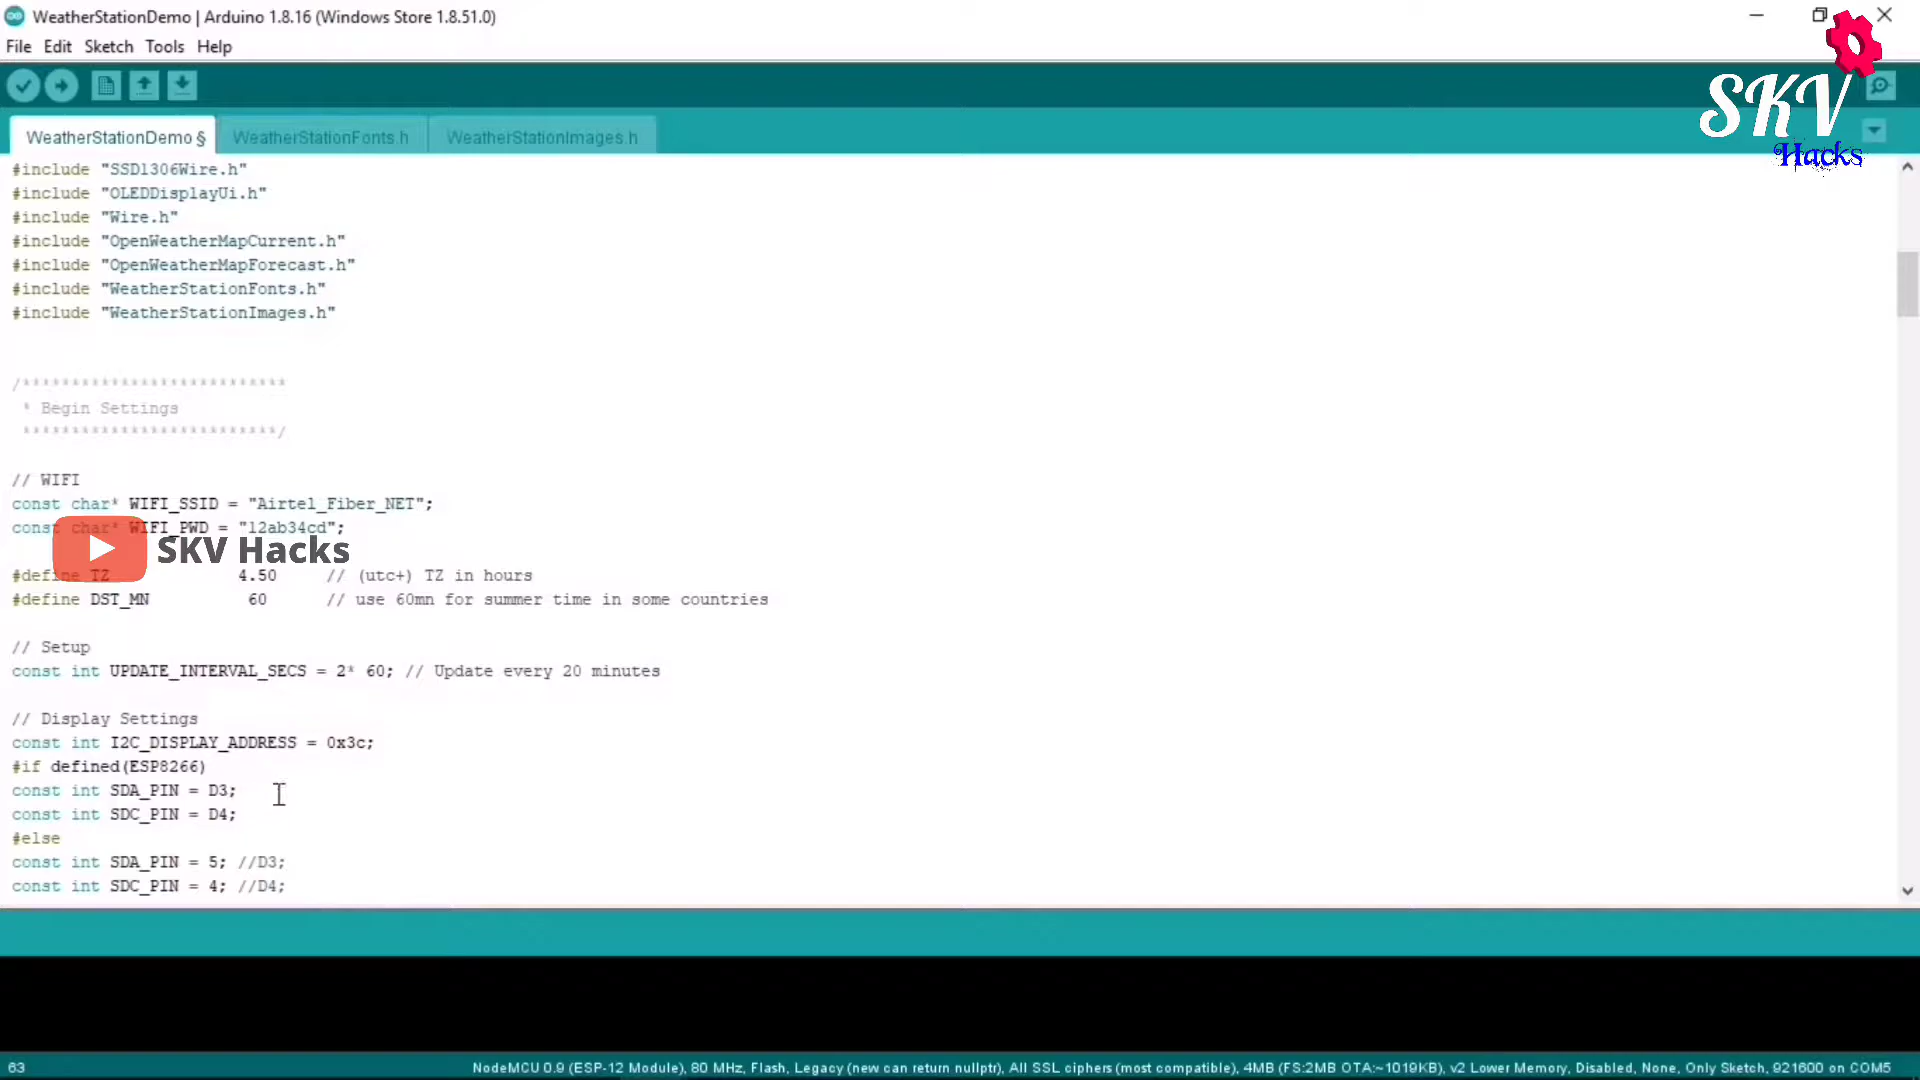 WeatherStationDemo | Arduino 1.8.16 (Windows Store 1.8.51.0)
File Edit Sketch Tools Help
SKV
Hacks
WeatherStationDemo § WeatherStationFonts.h WeatherStationImages.h
#include "SSD1306Wire.h"
#include "OLEDDisplayUi.h"
#include "Wire.h"
#include "OpenWeatherMapCurrent.h"
#include "OpenWeatherMapForecast.h"
#include "WeatherStationFonts.h"
#include "WeatherStationImages.h"
/***************************
* Begin Settings
**************************/
// WIFI
const char* WIFI_SSID = "Airtel_Fiber_NET";
const char* WIFI_PWD = "12ab34cd";
SKV Hacks
#define TZ 4.50 // (utc+) TZ in hours
#define DST_MN 60 // use 60mn for summer time in some countries
// Setup
const int UPDATE_INTERVAL_SECS = 2* 60; // Update every 20 minutes
// Display Settings
const int I2C_DISPLAY_ADDRESS = 0x3c;
#if defined(ESP8266)
const int SDA_PIN = D3;
const int SDC_PIN = D4;
#else
const int SDA_PIN = 5; //D3;
const int SDC_PIN = 4; //D4;
63 NodeMCU 0.9 (ESP-12 Module), 80 MHz, Flash, Legacy (new can return nullptr), All SSL ciphers (most compatible), 4MB (FS:2MB OTA:~1019KB), v2 Lower Memory, Disabled, None, Only Sketch, 921600 on COM5